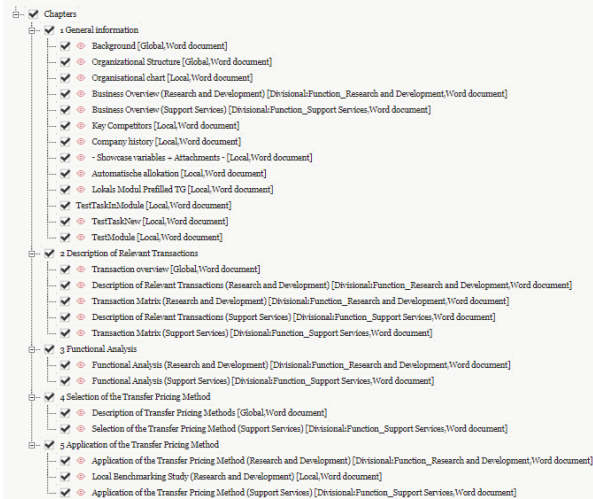 Chapters
1 General information
Background [Global,Word document]
Organizational Structure [Global,Word document]
Organisational chart [Local,Word document]
Business Overview (Research and Development) [Divisional:Function_Research and Development,Word document]
Business Overview (Support Services) [Divisional:Function_Support Services,Word document]
Key Competitors [Local,Word document]
Company history [Local,Word document]
- Showcase variables + Attachments - [Local,Word document]
Automatische allokation [Local,Word document]
Lokals Modul Prefilled TG [Local,Word document]
TestTaskInModule [Local,Word document]
TestTaskNew [Local,Word document]
TestModule [Local,Word document]
2 Description of Relevant Transactions
Transaction overview [Global,Word document]
Description of Relevant Transactions (Research and Development) [Divisional:Function_Research and Development,Word document]
Transaction Matrix (Research and Development) [Divisional:Function_Research and Development,Word document]
Description of Relevant Transactions (Support Services) [Divisional:Function_Support Services,Word document]
Transaction Matrix (Support Services) [Divisional:Function_Support Services,Word document]
3 Functional Analysis
Functional Analysis (Research and Development) [Divisional:Function_Research and Development,Word document]
Functional Analysis (Support Services) [Divisional:Function_Support Services,Word document]
4 Selection of the Transfer Pricing Method
Description of Transfer Pricing Methods [Global,Word document]
Selection of the Transfer Pricing Method (Support Services) [Divisional:Function_Support Services,Word document]
5 Application of the Transfer Pricing Method
Application of the Transfer Pricing Method (Research and Development) [Divisional:Function_Research and Development,Word document]
Local Benchmarking Study (Research and Development) [Local,Word document]
Application of the Transfer Pricing Method (Support Services) [Divisional:Function_Support Services,Word document]